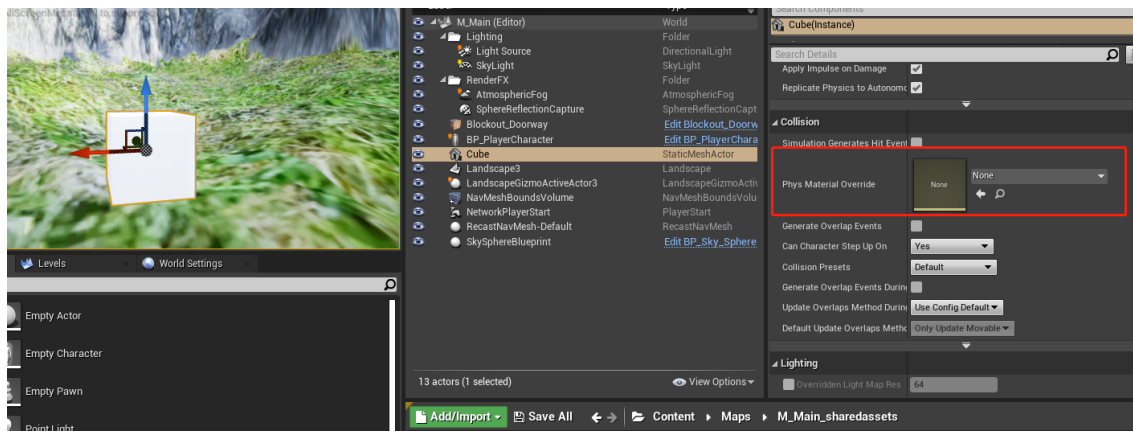 M_Main (Editor) World
Lighting Folder
Light Source DirectionalLight
SkyLight SkyLight
RenderFX Folder
AtmosphericFog AtmosphericFog
SphereReflectionCapture SphereReflectionCapt
Blockout_Doorway Edit Blockout_Doorw
BP_PlayerCharacter Edit BP_PlayerChara
Cube StaticMeshActor
Landscape3 Landscape
LandscapeGizmoActiveActor3 LandscapeGizmoActiv
NavMeshBoundsVolume NavMeshBoundsVolu
NetworkPlayerStart PlayerStart
RecastNavMesh-Default RecastNavMesh
SkySphereBlueprint Edit BP_Sky_Sphere
13 actors (1 selected) View Options
Levels World Settings
Empty Actor
Empty Character
Empty Pawn
Point Light
Add/Import Save All Content Maps M_Main_sharedassets
Search Components
Cube(Instance)
Search Details
Apply Impulse on Damage
Replicate Physics to Autonomc
Collision
Simulation Generates Hit Event
Phys Material Override None None
Generate Overlap Events
Can Character Step Up On Yes
Collision Presets Default
Generate Overlap Events During
Update Overlaps Method During Use Config Default
Default Update Overlaps Metho Only Update Movable
Lighting
Overridden Light Map Res 64